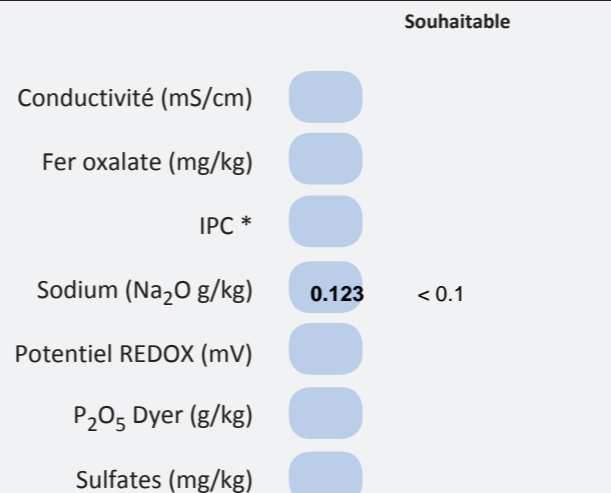 Souhaitable
Conductivité (mS/cm)
Fer oxalate (mg/kg)
IPC *
Sodium (Na₂O g/kg) 0.123 < 0.1
Potentiel REDOX (mV)
P₂O₅ Dyer (g/kg)
Sulfates (mg/kg)